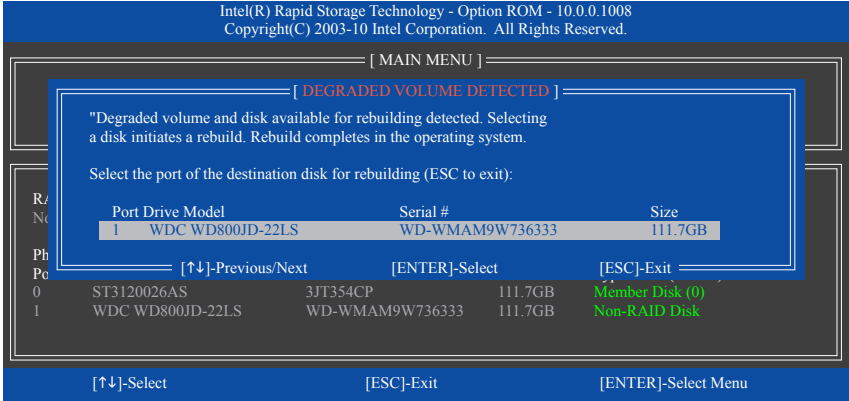 Intel(R) Rapid Storage Technology - Option ROM - 10.0.0.1008
Copyright(C) 2003-10 Intel Corporation. All Rights Reserved.
[ MAIN MENU ]
[ DEGRADED VOLUME DETECTED ]
"Degraded volume and disk available for rebuilding detected. Selecting
a disk initiates a rebuild. Rebuild completes in the operating system.
Select the port of the destination disk for rebuilding (ESC to exit):
Port Drive Model Serial # Size
1 WDC WD800JD-22LS WD-WMAM9W736333 111.7GB
[↑↓]-Previous/Next [ENTER]-Select [ESC]-Exit
0 ST3120026AS 3JT354CP 111.7GB Member Disk (0)
1 WDC WD800JD-22LS WD-WMAM9W736333 111.7GB Non-RAID Disk
[↑↓]-Select [ESC]-Exit [ENTER]-Select Menu